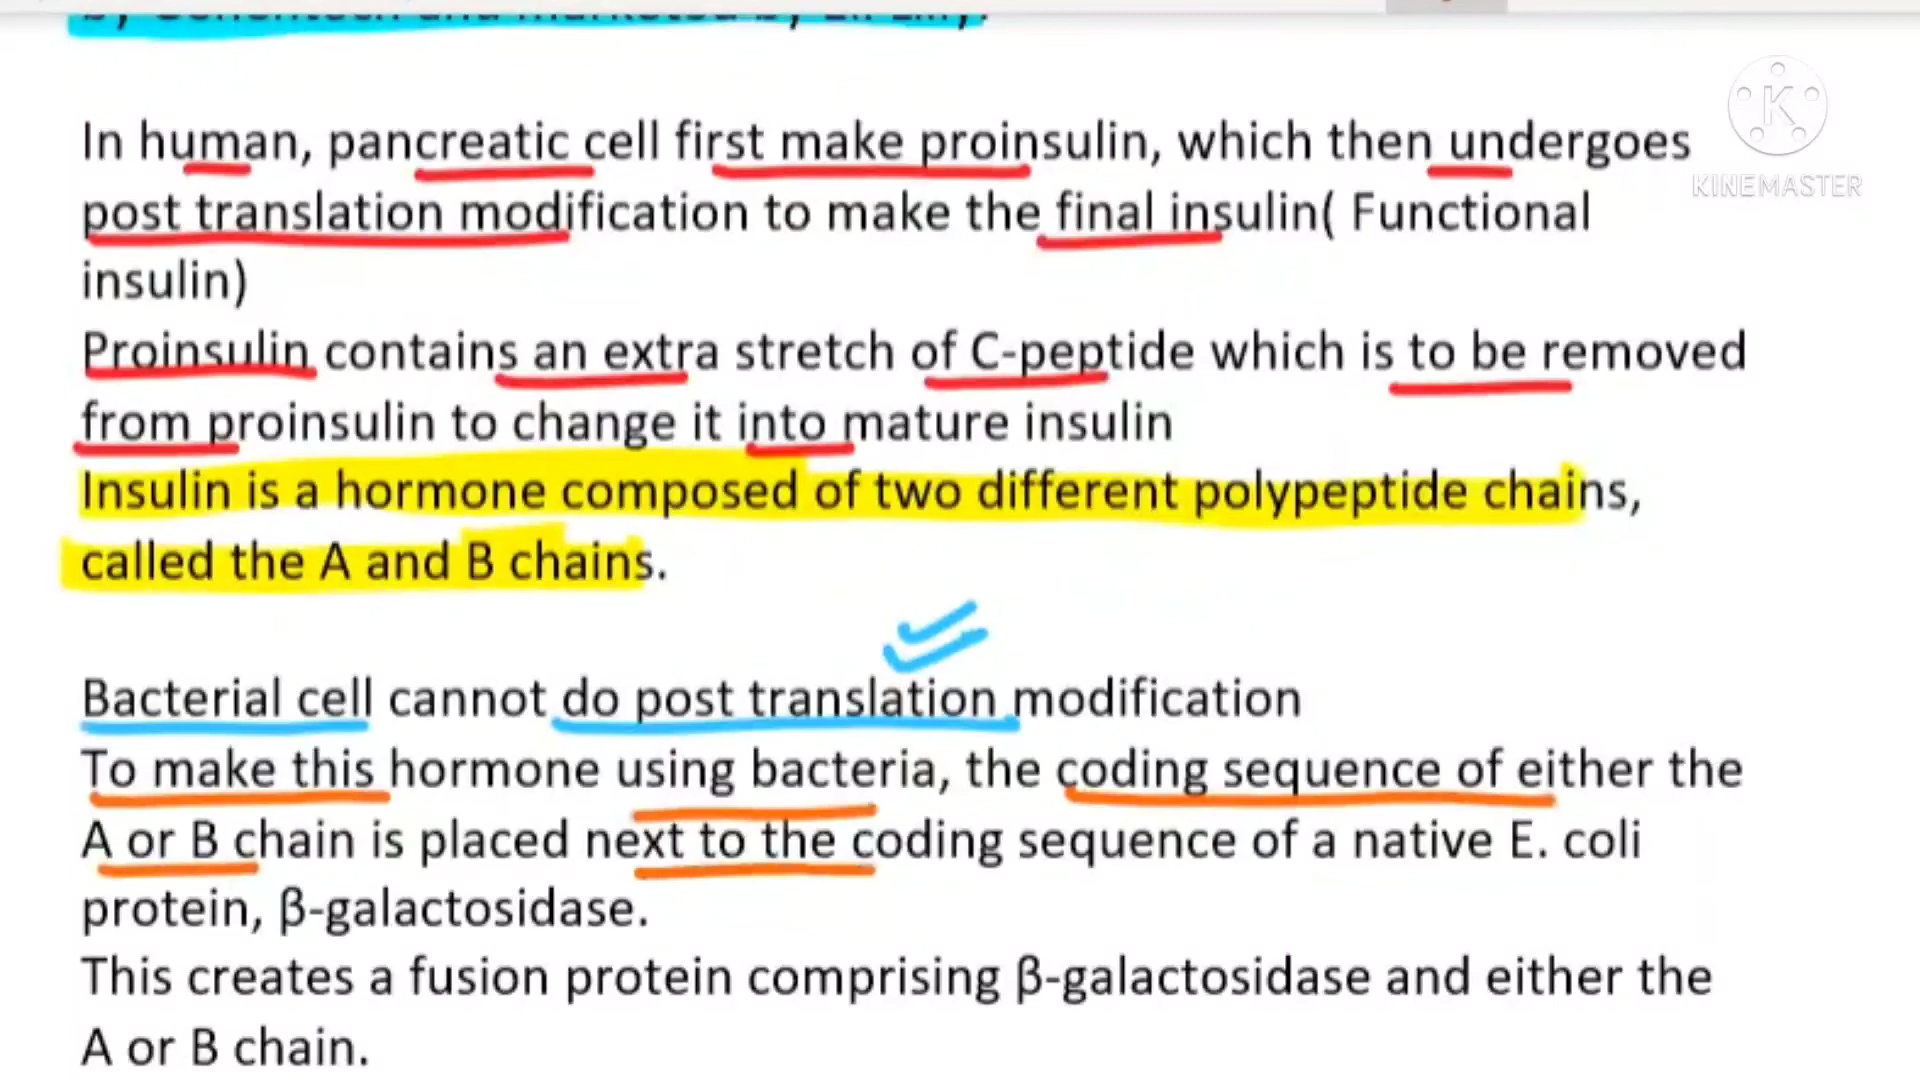 In human, pancreatic cell first make proinsulin, which then undergoes
post translation modification to make the final insulin( Functional
insulin)
Proinsulin contains an extra stretch of C-peptide which is to be removed
from proinsulin to change it into mature insulin
Insulin is a hormone composed of two different polypeptide chains,
called the A and B chains.
Bacterial cell cannot do post translation modification
To make this hormone using bacteria, the coding sequence of either the
A or B chain is placed next to the coding sequence of a native E. coli
protein, β-galactosidase.
This creates a fusion protein comprising β-galactosidase and either the
A or B chain.
K
KINEMASTER